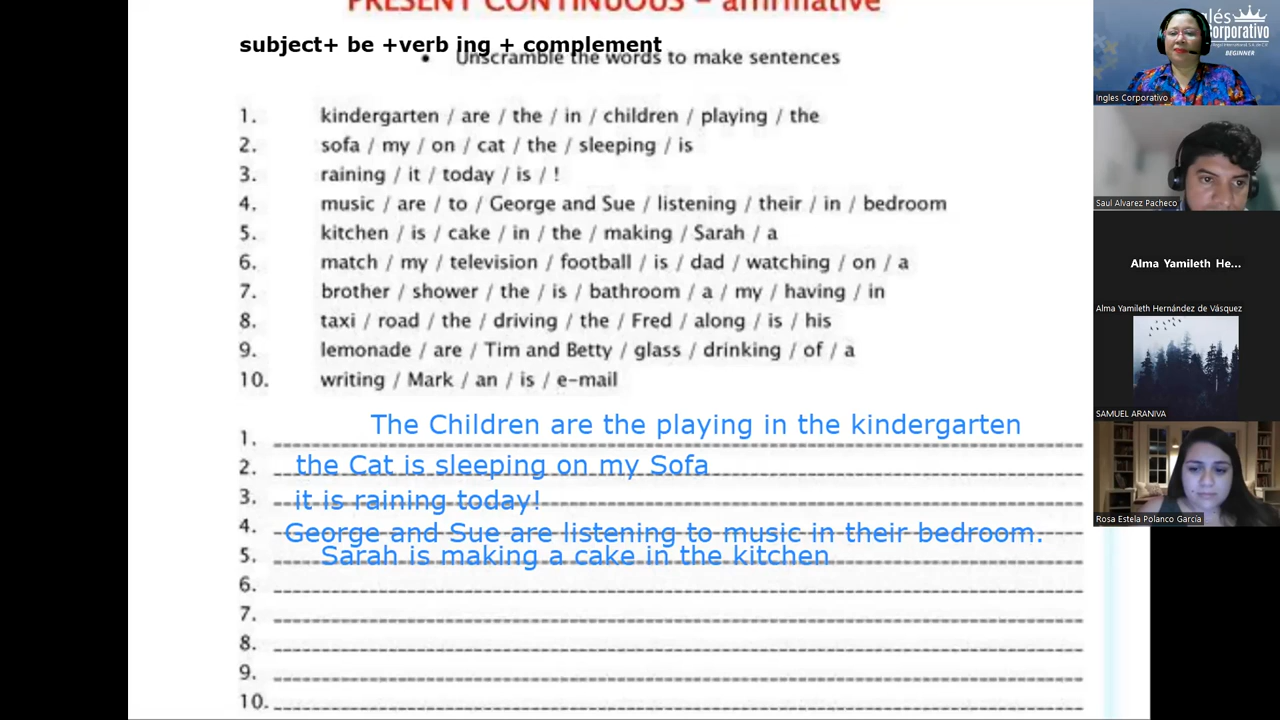 PRESENT CONTINUOUS – affirmative
subject+ be +verb ing + complement
• Unscramble the words to make sentences
1. kindergarten / are / the / in / children / playing / the
2. sofa / my / on / cat / the / sleeping / is
3. raining / it / today / is / !
4. music / are / to / George and Sue / listening / their / in / bedroom
5. kitchen / is / cake / in / the / making / Sarah / a
6. match / my / television / football / is / dad / watching / on / a
7. brother / shower / the / is / bathroom / a / my / having / in
8. taxi / road / the / driving / the / Fred / along / is / his
9. lemonade / are / Tim and Betty / glass / drinking / of / a
10. writing / Mark / an / is / e-mail
1. The Children are the playing in the kindergarten
2. the Cat is sleeping on my Sofa
3. it is raining today!
4. George and Sue are listening to music in their bedroom.
5. Sarah is making a cake in the kitchen
6.
7.
8.
9.
10.
glés
Corporativo
BEGINNER
Ingles Corporativo
Saul Alvarez Pacheco
Alma Yamileth He...
Alma Yamileth Hernández de Vásquez
SAMUEL ARANIVA
Rosa Estela Polanco García